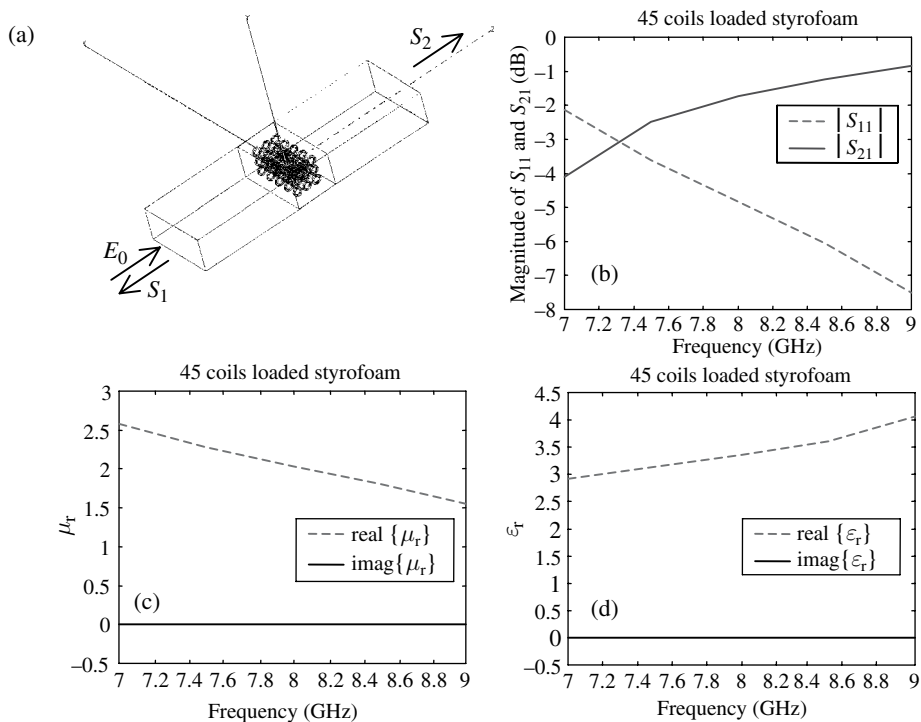 (a)
S₂
E₀
S₁
45 coils loaded styrofoam
Magnitude of S₁₁ and S₂₁ (dB)
0
–1
–2
–3
–4
–5
–6
–7
–8
|S₁₁|
|S₂₁|
(b)
7 7.2 7.4 7.6 7.8 8 8.2 8.4 8.6 8.8 9
Frequency (GHz)
45 coils loaded styrofoam
μᵣ
3
2.5
2
1.5
1
0.5
0
–0.5
real {μᵣ}
imag{μᵣ}
(c)
7 7.2 7.4 7.6 7.8 8 8.2 8.4 8.6 8.8 9
Frequency (GHz)
45 coils loaded styrofoam
εᵣ
4.5
4
3.5
3
2.5
2
1.5
1
0.5
0
–0.5
real {εᵣ}
imag{εᵣ}
(d)
7 7.2 7.4 7.6 7.8 8 8.2 8.4 8.6 8.8 9
Frequency (GHz)